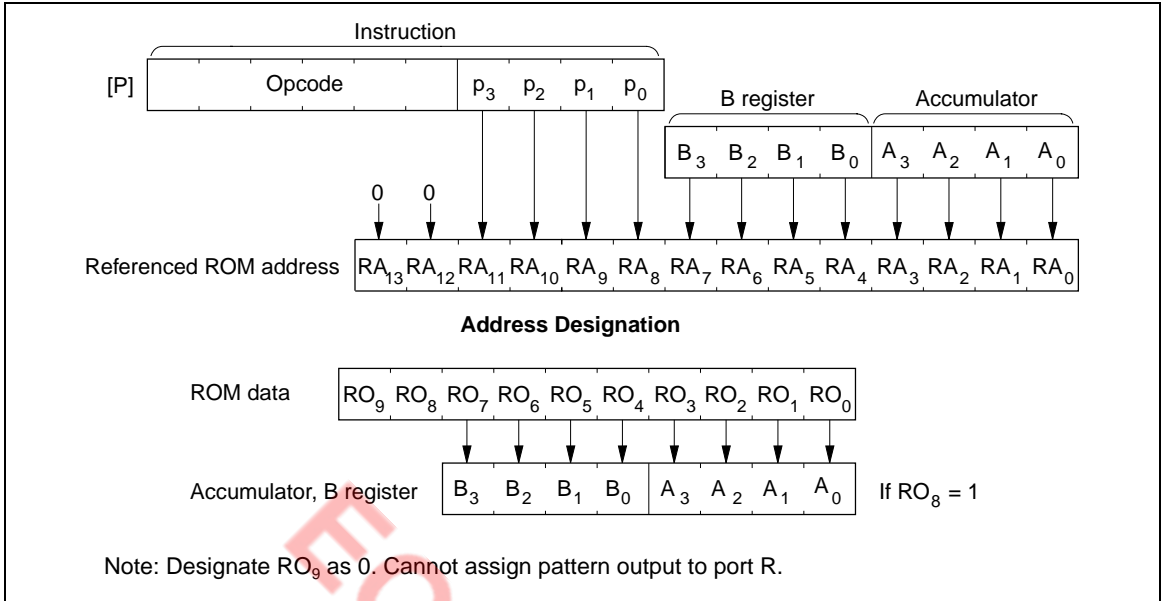 Instruction
[P] Opcode p3 p2 p1 p0
B register Accumulator
B3 B2 B1 B0 A3 A2 A1 A0
0 0
Referenced ROM address RA13 RA12 RA11 RA10 RA9 RA8 RA7 RA6 RA5 RA4 RA3 RA2 RA1 RA0
Address Designation
ROM data RO9 RO8 RO7 RO6 RO5 RO4 RO3 RO2 RO1 RO0
Accumulator, B register B3 B2 B1 B0 A3 A2 A1 A0 If RO8 = 1
Note: Designate RO9 as 0. Cannot assign pattern output to port R.